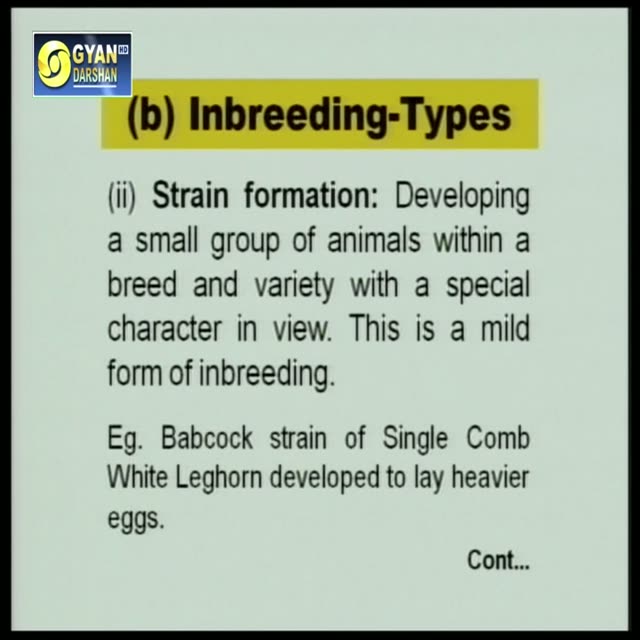 GYAN HD
DARSHAN
(b) Inbreeding-Types
(ii) Strain formation: Developing
a small group of animals within a
breed and variety with a special
character in view. This is a mild
form of inbreeding.
Eg. Babcock strain of Single Comb
White Leghorn developed to lay heavier
eggs.
Cont...